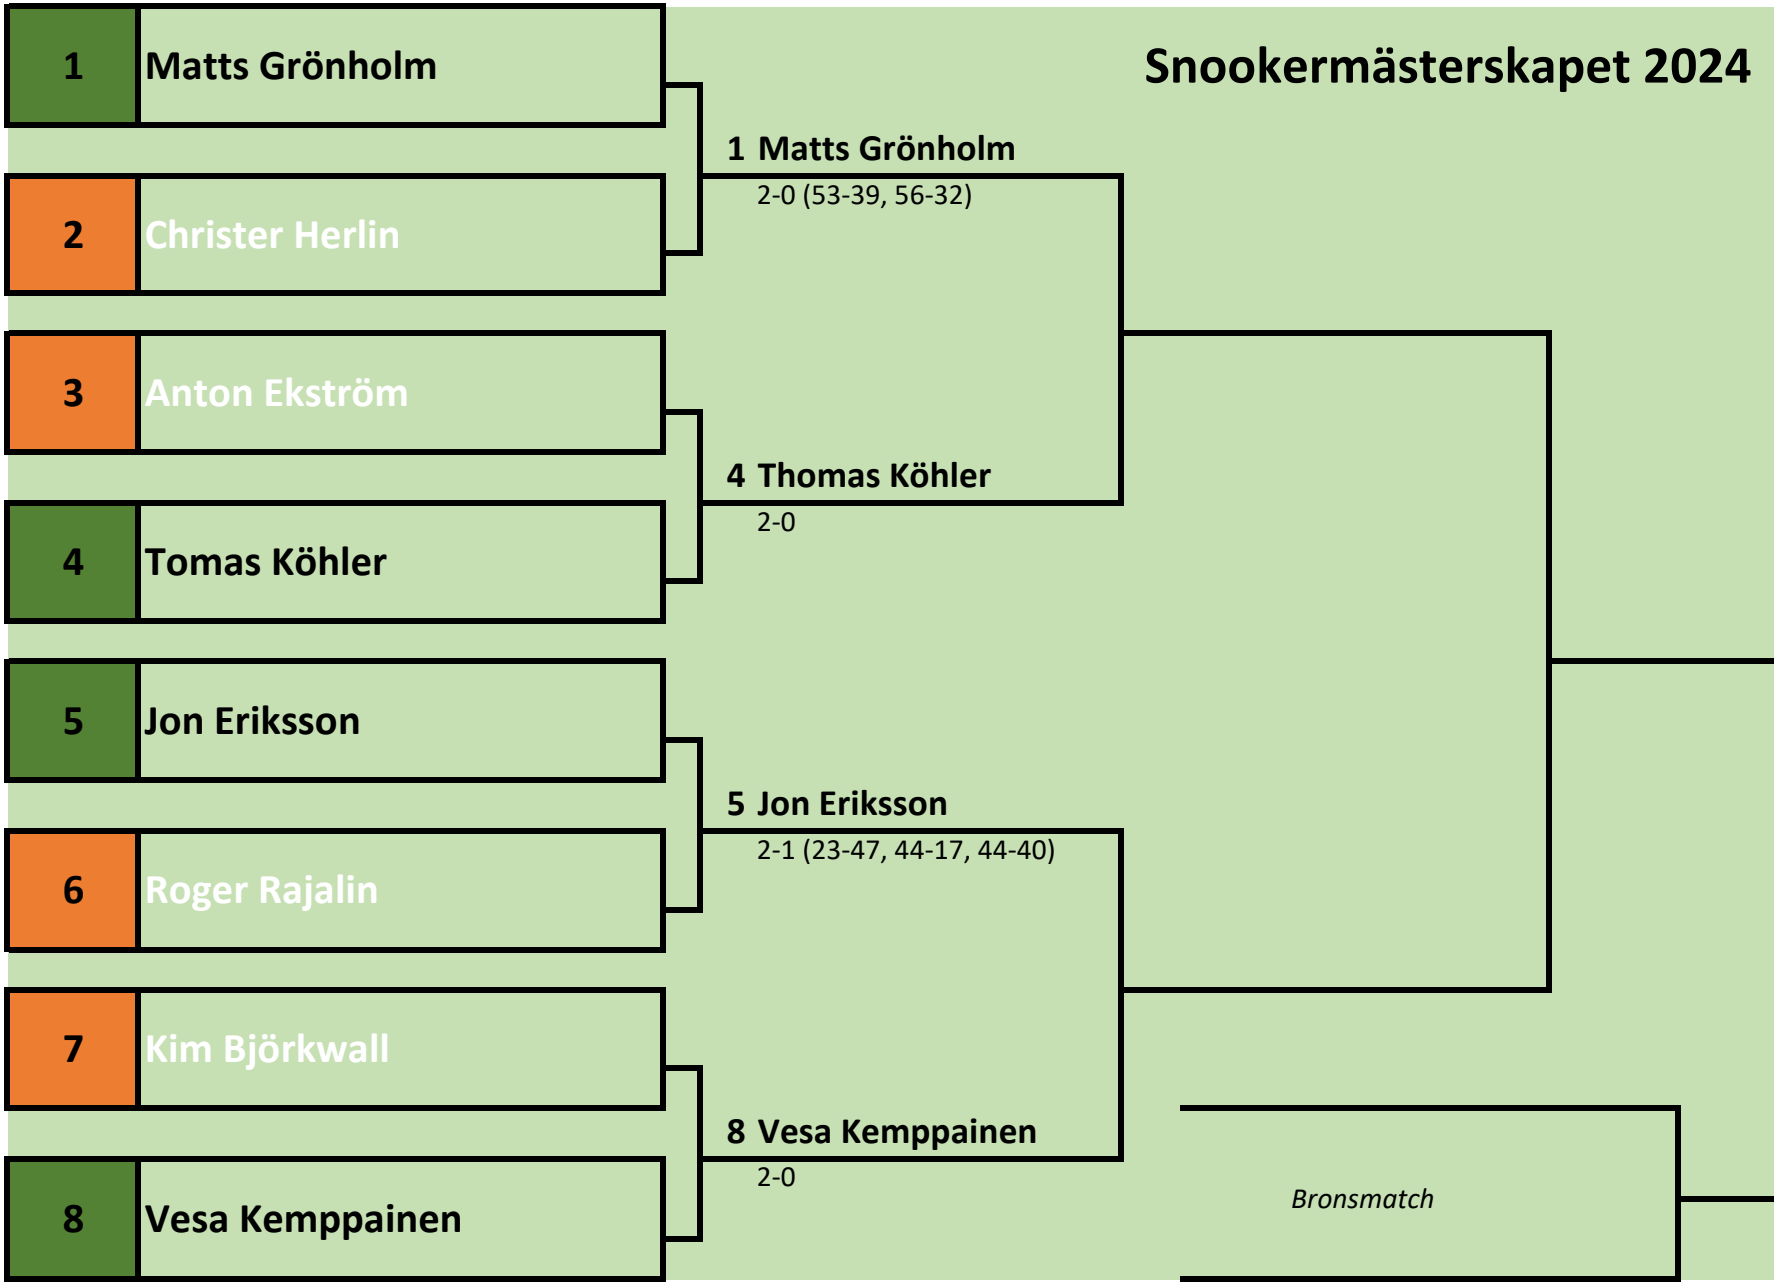 Snookermästerskapet 2024
1 Matts Grönholm
2 Christer Herlin
3 Anton Ekström
4 Tomas Köhler
5 Jon Eriksson
6 Roger Rajalin
7 Kim Björkwall
8 Vesa Kemppainen
1 Matts Grönholm
2-0 (53-39, 56-32)
4 Thomas Köhler
2-0
5 Jon Eriksson
2-1 (23-47, 44-17, 44-40)
8 Vesa Kemppainen
2-0
Bronsmatch